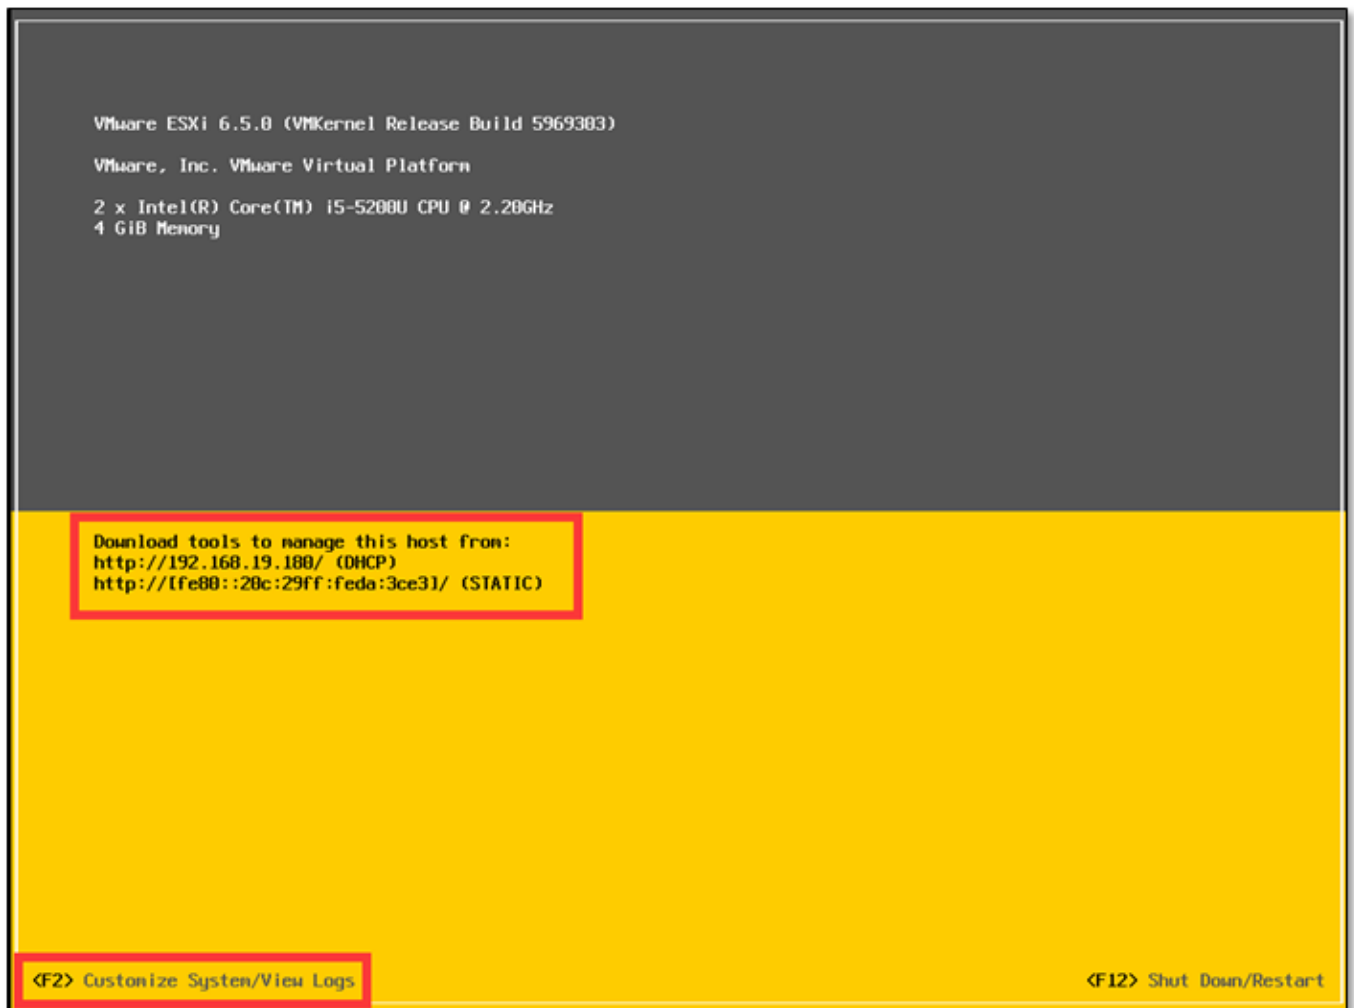 VMware ESXi 6.5.0 (VMKernel Release Build 5969303)
VMware, Inc. VMware Virtual Platform
2 x Intel(R) Core(TM) i5-5200U CPU @ 2.20GHz
4 GiB Memory
Download tools to manage this host from:
http://192.168.19.180/ (DHCP)
http://[fe80::20c:29ff:feda:3ce3]/ (STATIC)
<F2> Customize System/View Logs
<F12> Shut Down/Restart